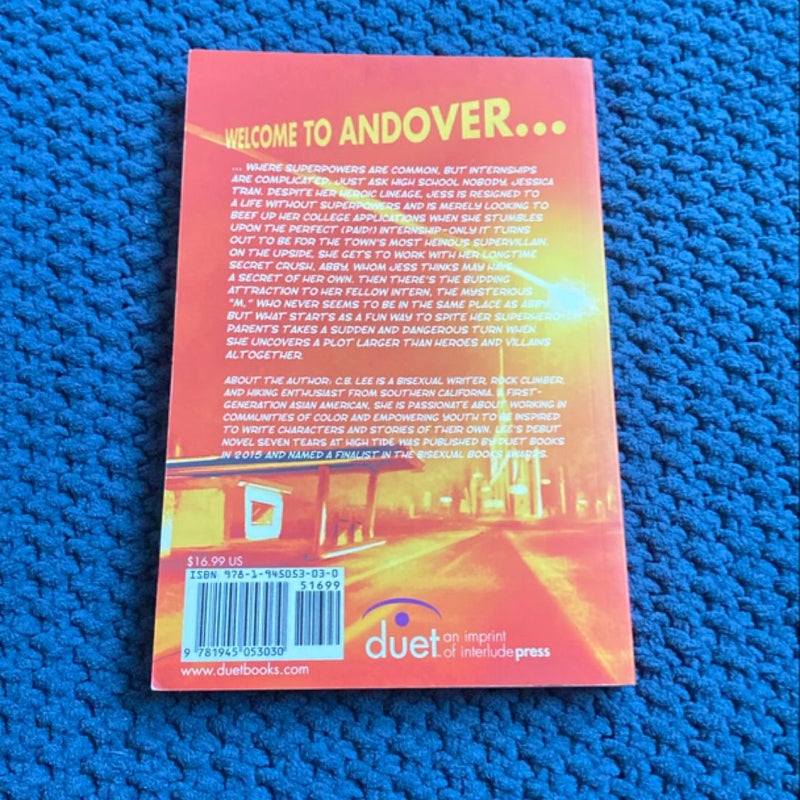 WELCOME TO ANDOVER...
... WHERE SUPERPOWERS ARE COMMON, BUT INTERNSHIPS
ARE COMPLICATED. JUST ASK HIGH SCHOOL NOBODY, JESSICA
TRAN. DESPITE HER HEROIC LINEAGE, JESS IS RESIGNED TO
A LIFE WITHOUT SUPERPOWERS AND IS MERELY LOOKING TO
BEEF UP HER COLLEGE APPLICATIONS WHEN SHE STUMBLES
UPON THE PERFECT (PAID!) INTERNSHIP–ONLY IT TURNS
OUT TO BE FOR THE TOWN'S MOST HEINOUS SUPERVILLAIN.
ON THE UPSIDE, SHE GETS TO WORK WITH HER LONGTIME
SECRET CRUSH, ABBY, WHOM JESS THINKS MAY HAVE
A SECRET OF HER OWN. THEN THERE'S THE BUDDING
ATTRACTION TO HER FELLOW INTERN, THE MYSTERIOUS
"M," WHO NEVER SEEMS TO BE IN THE SAME PLACE AS ABBY.
BUT WHAT STARTS AS A FUN WAY TO SPITE HER SUPERHERO
PARENTS TAKES A SUDDEN AND DANGEROUS TURN WHEN
SHE UNCOVERS A PLOT LARGER THAN HEROES AND VILLAINS
ALTOGETHER.
ABOUT THE AUTHOR: C.B. LEE IS A BISEXUAL WRITER, ROCK CLIMBER,
AND HIKING ENTHUSIAST FROM SOUTHERN CALIFORNIA. A FIRST-
GENERATION ASIAN AMERICAN, SHE IS PASSIONATE ABOUT WORKING IN
COMMUNITIES OF COLOR AND EMPOWERING YOUTH TO BE INSPIRED
TO WRITE CHARACTERS AND STORIES OF THEIR OWN. LEE'S DEBUT
NOVEL SEVEN TEARS AT HIGH TIDE WAS PUBLISHED BY DUET BOOKS
IN 2015 AND NAMED A FINALIST IN THE BISEXUAL BOOKS AWARDS.
$16.99 US
ISBN 978-1-945053-03-0
51699
9 781945 053030
www.duetbooks.com
duet an imprint
of interludepress